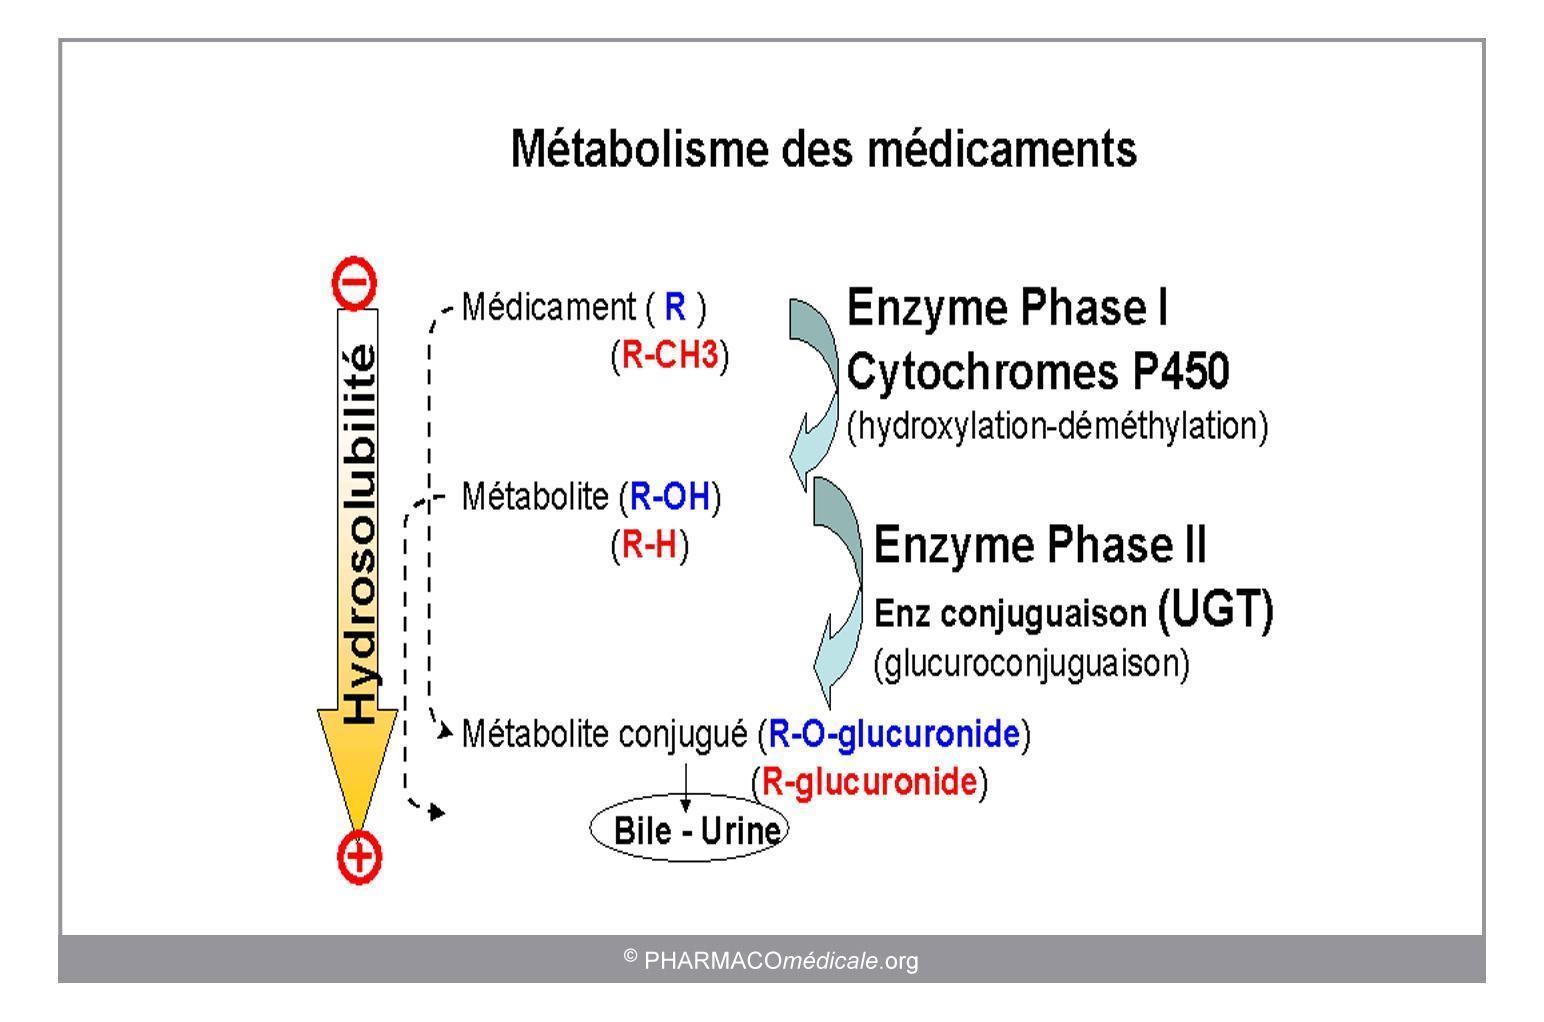 Métabolisme des médicaments
Hydrosolubilité
Médicament ( R )
(R-CH3)
Enzyme Phase I
Cytochromes P450
(hydroxylation-déméthylation)
Métabolite (R-OH)
(R-H)
Enzyme Phase II
Enz conjuguaison (UGT)
(glucuroconjuguaison)
Métabolite conjugué (R-O-glucuronide)
(R-glucuronide)
Bile - Urine
© PHARMACOmédicale.org